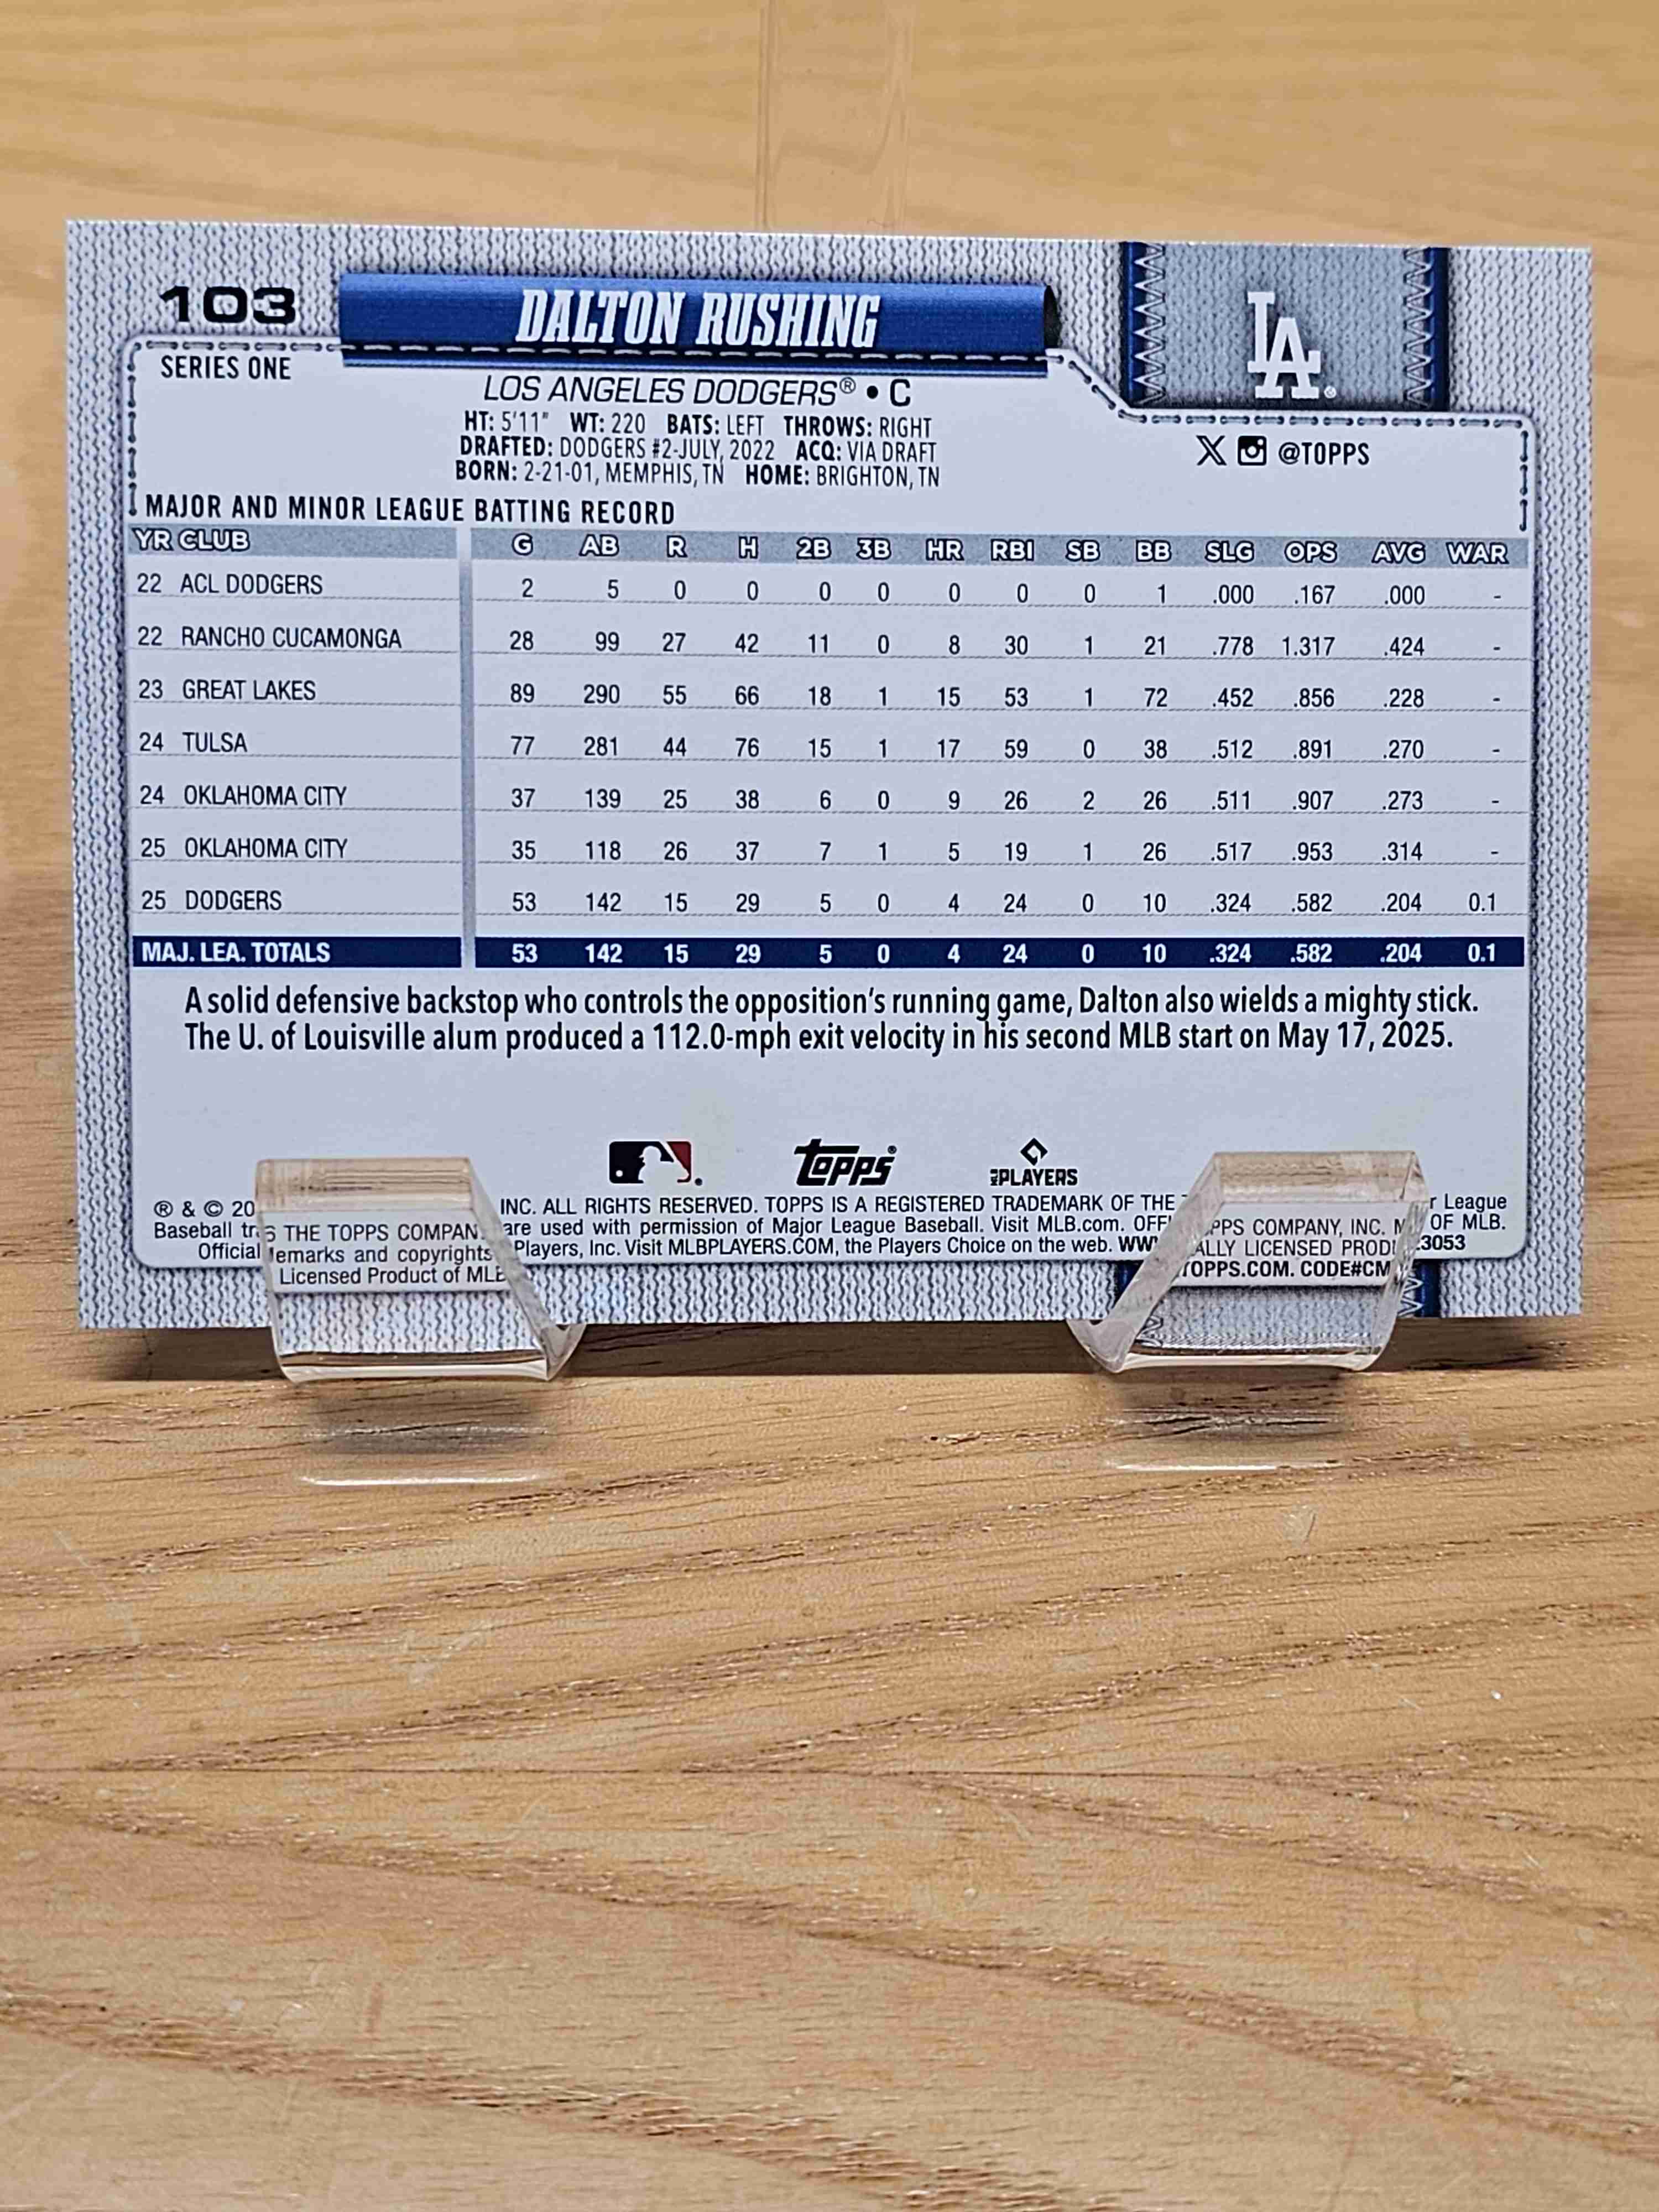 103
DALTON RUSHING
LA
SERIES ONE
LOS ANGELES DODGERS® • C
HT: 5'11" WT: 220 BATS: LEFT THROWS: RIGHT
DRAFTED: DODGERS #2-JULY, 2022 ACQ: VIA DRAFT
BORN: 2-21-01, MEMPHIS, TN HOME: BRIGHTON, TN
@TOPPS
MAJOR AND MINOR LEAGUE BATTING RECORD
YR CLUB G AB R H 2B 3B HR RBI SB BB SLG OPS AVG WAR
22 ACL DODGERS 2 5 0 0 0 0 0 0 0 1 .000 .167 .000 -
22 RANCHO CUCAMONGA 28 99 27 42 11 0 8 30 1 21 .778 1.317 .424 -
23 GREAT LAKES 89 290 55 66 18 1 15 53 1 72 .452 .856 .228 -
24 TULSA 77 281 44 76 15 1 17 59 0 38 .512 .891 .270 -
24 OKLAHOMA CITY 37 139 25 38 6 0 9 26 2 26 .511 .907 .273 -
25 OKLAHOMA CITY 35 118 26 37 7 1 5 19 1 26 .517 .953 .314 -
25 DODGERS 53 142 15 29 5 0 4 24 0 10 .324 .582 .204 0.1
MAJ. LEA. TOTALS 53 142 15 29 5 0 4 24 0 10 .324 .582 .204 0.1
A solid defensive backstop who controls the opposition's running game, Dalton also wields a mighty stick.
The U. of Louisville alum produced a 112.0-mph exit velocity in his second MLB start on May 17, 2025.
topps®
PLAYERS
® & © 20 THE TOPPS COMPAN INC. ALL RIGHTS RESERVED. TOPPS IS A REGISTERED TRADEMARK OF THE PPS COMPANY, INC. M r League
Baseball tr emarks and copyrights are used with permission of Major League Baseball. Visit MLB.com. OFFI ALLY LICENSED PROD OF MLB.
Official Licensed Product of MLB Players, Inc. Visit MLBPLAYERS.COM, the Players Choice on the web. WW TOPPS.COM. CODE#CM 3053